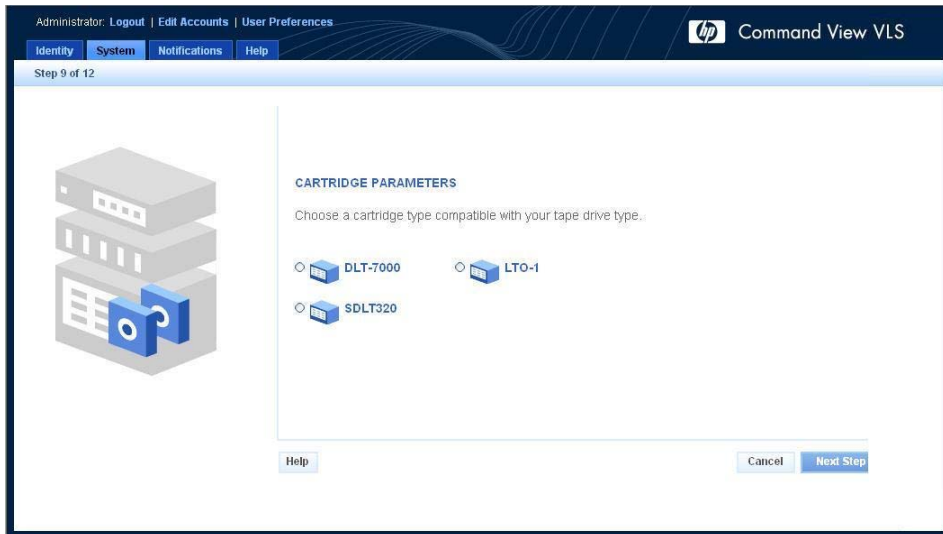 Administrator: Logout | Edit Accounts | User Preferences
hp Command View VLS
Identity System Notifications Help
Step 9 of 12
CARTRIDGE PARAMETERS
Choose a cartridge type compatible with your tape drive type.
DLT-7000 LTO-1
SDLT320
Help Cancel Next Step